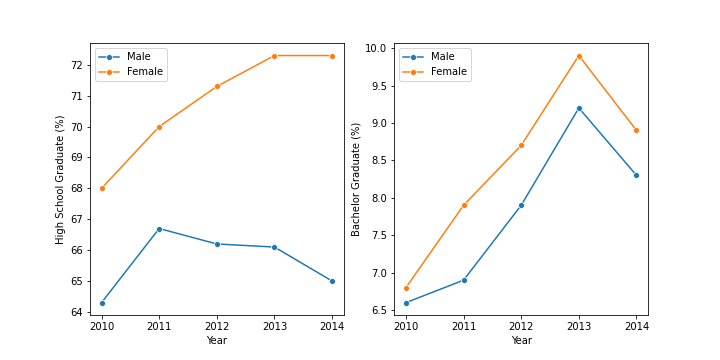 Male
Female
High School Graduate (%)
72
71
70
69
68
67
66
65
64
2010 2011 2012 2013 2014
Year
Male
Female
Bachelor Graduate (%)
10.0
9.5
9.0
8.5
8.0
7.5
7.0
6.5
2010 2011 2012 2013 2014
Year